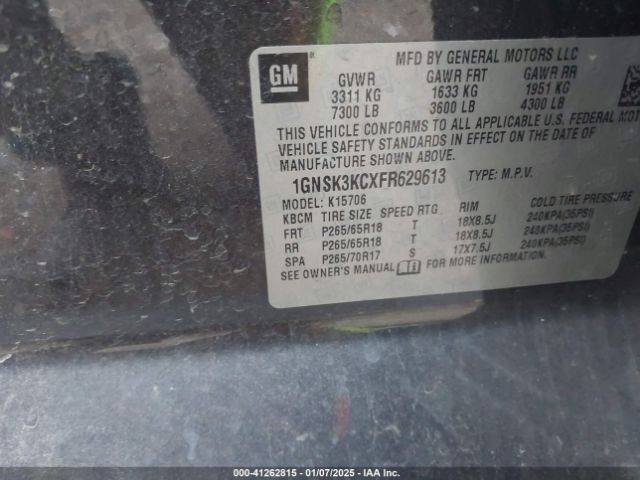 GM
MFD BY GENERAL MOTORS LLC
GVWR GAWR FRT GAWR RR
3311 KG 1633 KG 1951 KG
7300 LB 3600 LB 4300 LB
THIS VEHICLE CONFORMS TO ALL APPLICABLE U.S. FEDERAL MOT
VEHICLE SAFETY STANDARDS IN EFFECT ON THE DATE OF
MANUFACTURE SHOWN ABOVE.
1GNSK3KCXFR629613 TYPE: M.P.V.
MODEL: K15706
KBCM TIRE SIZE SPEED RTG RIM COLD TIRE PRESSURE
FRT P265/65R18 T 18X8.5J 240KPA(35PSI)
RR P265/65R18 T 18X8.5J 240KPA(35PSI)
SPA P265/70R17 S 17X7.5J 240KPA(35PSI)
SEE OWNER'S MANUAL FOR MORE INFORMATION.
000-41262815 - 01/07/2025 - IAA Holdings, LLC.